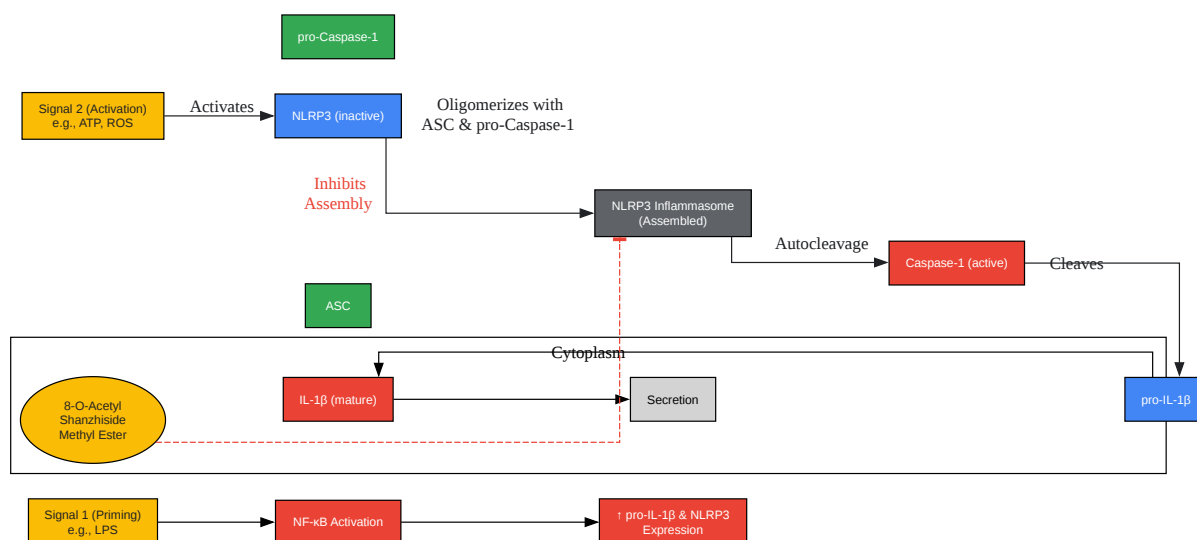 pro-Caspase-1
Signal 2 (Activation)
e.g., ATP, ROS
Activates
NLRP3 (inactive)
Oligomerizes with
ASC & pro-Caspase-1
Inhibits
Assembly
NLRP3 Inflammasome
(Assembled)
Autocleavage
Caspase-1 (active)
Cleaves
ASC
Cytoplasm
8-O-Acetyl
Shanzhiside
Methyl Ester
IL-1β (mature)
Secretion
pro-IL-1β
Signal 1 (Priming)
e.g., LPS
NF-κB Activation
↑ pro-IL-1β & NLRP3
Expression